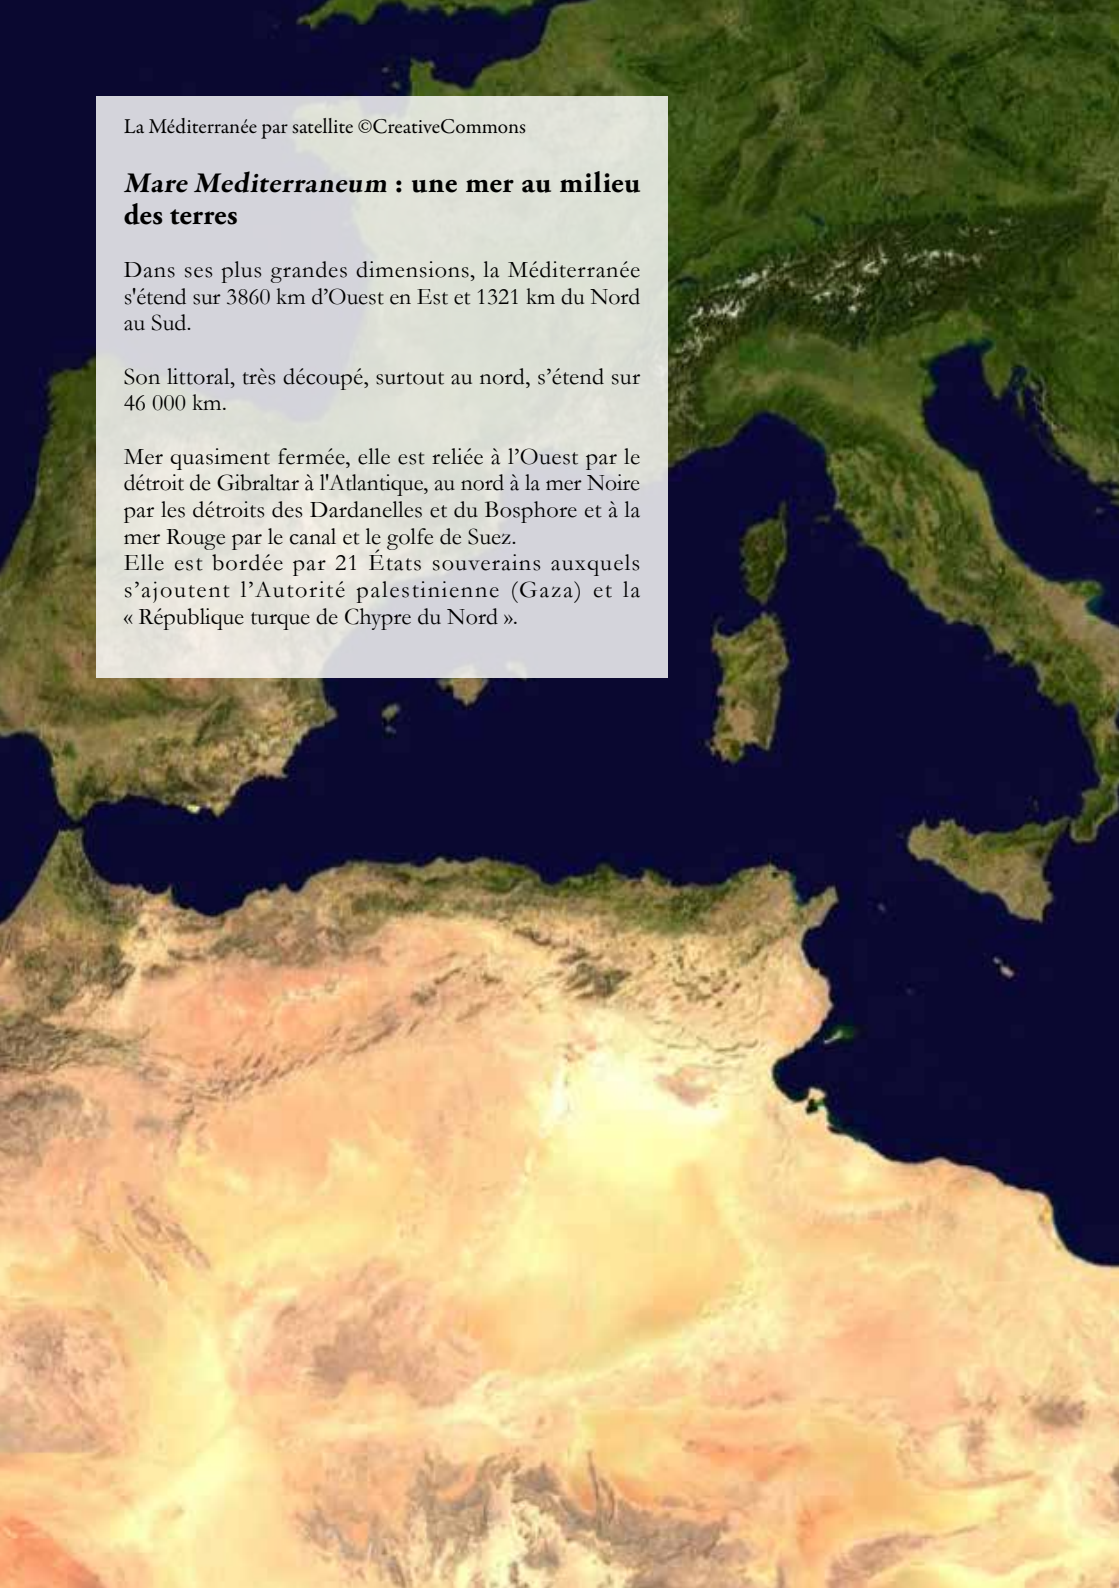 La Méditerranée par satellite ©CreativeCommons
Mare Mediterraneum : une mer au milieu
des terres
Dans ses plus grandes dimensions, la Méditerranée
s'étend sur 3860 km d’Ouest en Est et 1321 km du Nord
au Sud.
Son littoral, très découpé, surtout au nord, s’étend sur
46 000 km.
Mer quasiment fermée, elle est reliée à l’Ouest par le
détroit de Gibraltar à l'Atlantique, au nord à la mer Noire
par les détroits des Dardanelles et du Bosphore et à la
mer Rouge par le canal et le golfe de Suez.
Elle est bordée par 21 États souverains auxquels
s’ajoutent l’Autorité palestinienne (Gaza) et la
« République turque de Chypre du Nord ».